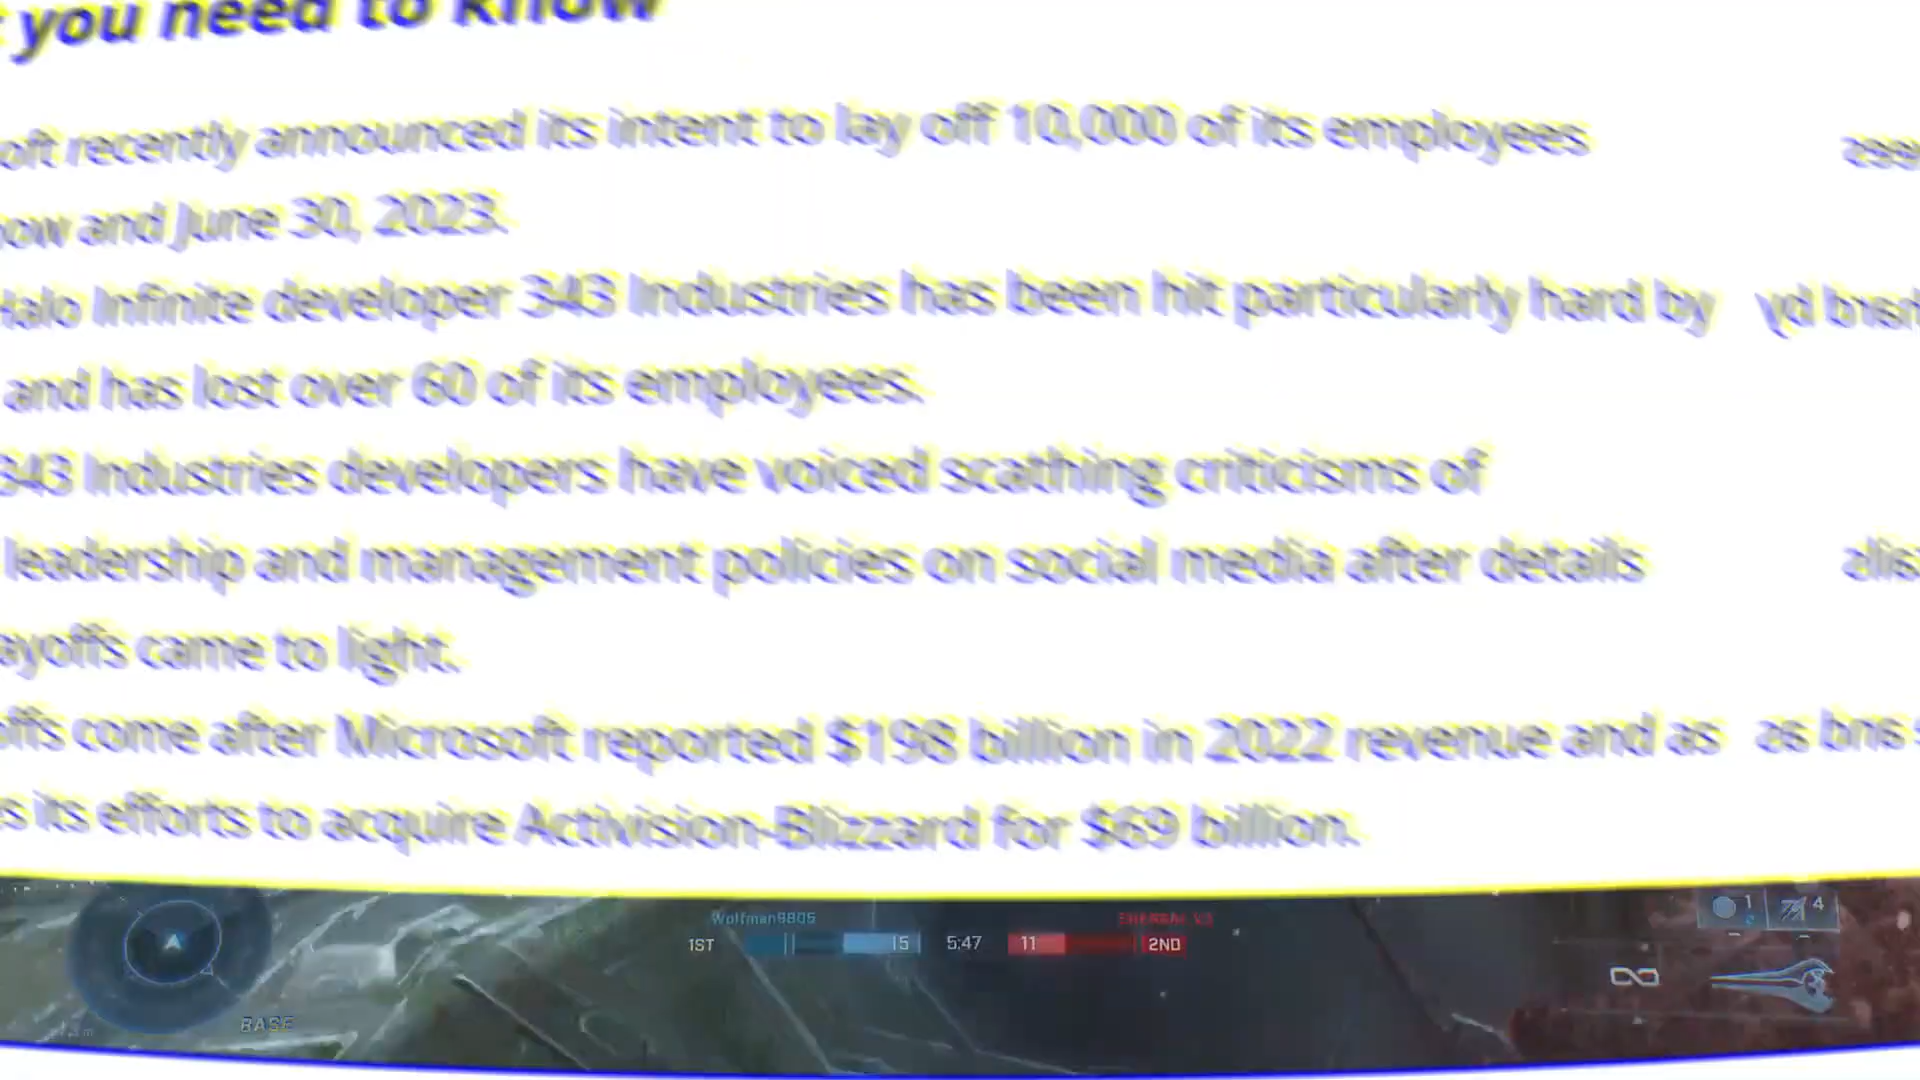 you need to know
oft recently announced its intent to lay off 10,000 of its employees
now and June 30, 2023.
Halo Infinite developer 343 Industries has been hit particularly hard by
and has lost over 60 of its employees.
343 Industries developers have voiced scathing criticisms of
leadership and management policies on social media after details
ayoffs came to light.
offs come after Microsoft reported $198 billion in 2022 revenue and as
es its efforts to acquire Activision-Blizzard for $69 billion.
Wolfman9805
1ST 15 5:47 11 2ND
1 4
BASE